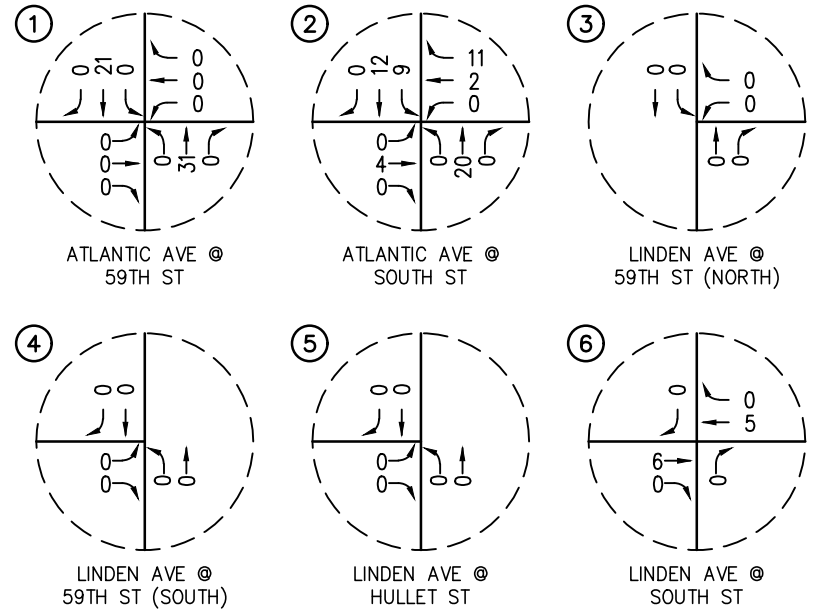 1
0 21 0
0
0
0
0
0
0
0 31 0
ATLANTIC AVE @
59TH ST
2
0 12 9
11
2
0
0
4
0
0 20 0
ATLANTIC AVE @
SOUTH ST
3
0 0
0
0
0 0
LINDEN AVE @
59TH ST (NORTH)
4
0 0
0
0
0 0
LINDEN AVE @
59TH ST (SOUTH)
5
0 0
0
0
0 0
LINDEN AVE @
HULLET ST
6
0
0
5
6
0
0
LINDEN AVE @
SOUTH ST